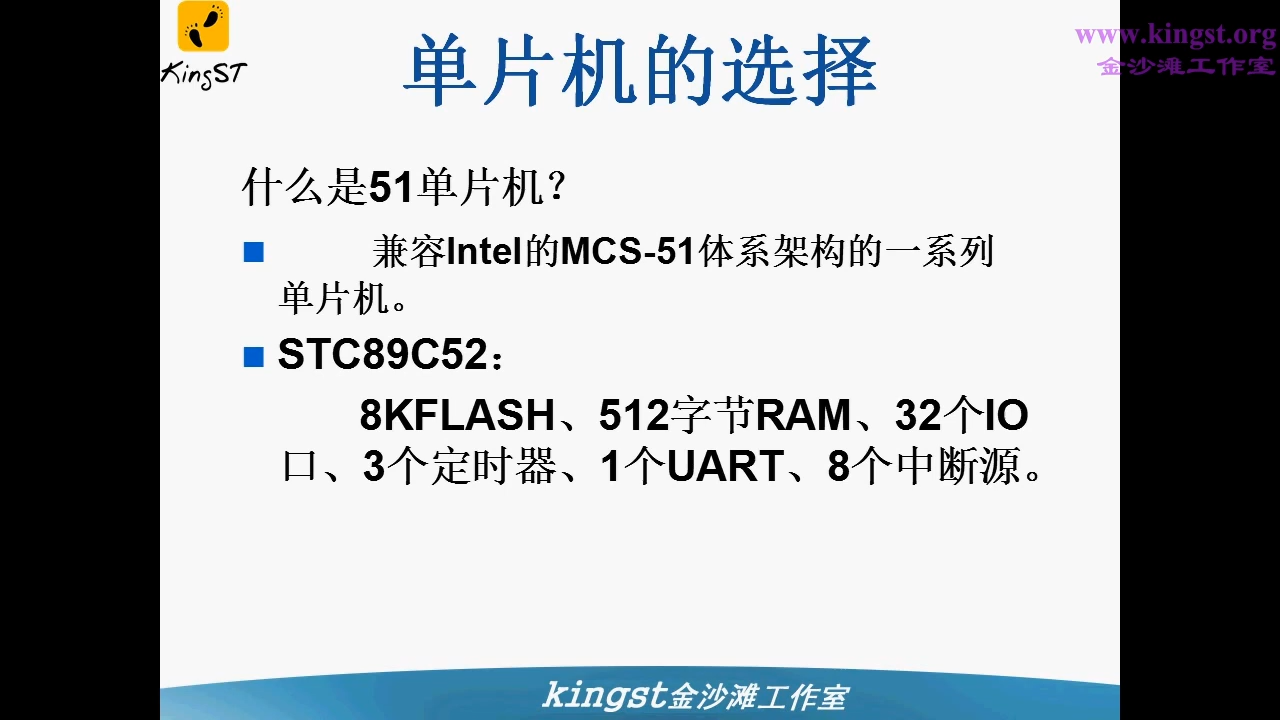 KingST
www.kingst.org
金沙滩工作室
单片机的选择
什么是51单片机？
兼容Intel的MCS-51体系架构的一系列
单片机。
STC89C52：
8KFLASH、512字节RAM、32个IO
口、3个定时器、1个UART、8个中断源。
kingst金沙滩工作室